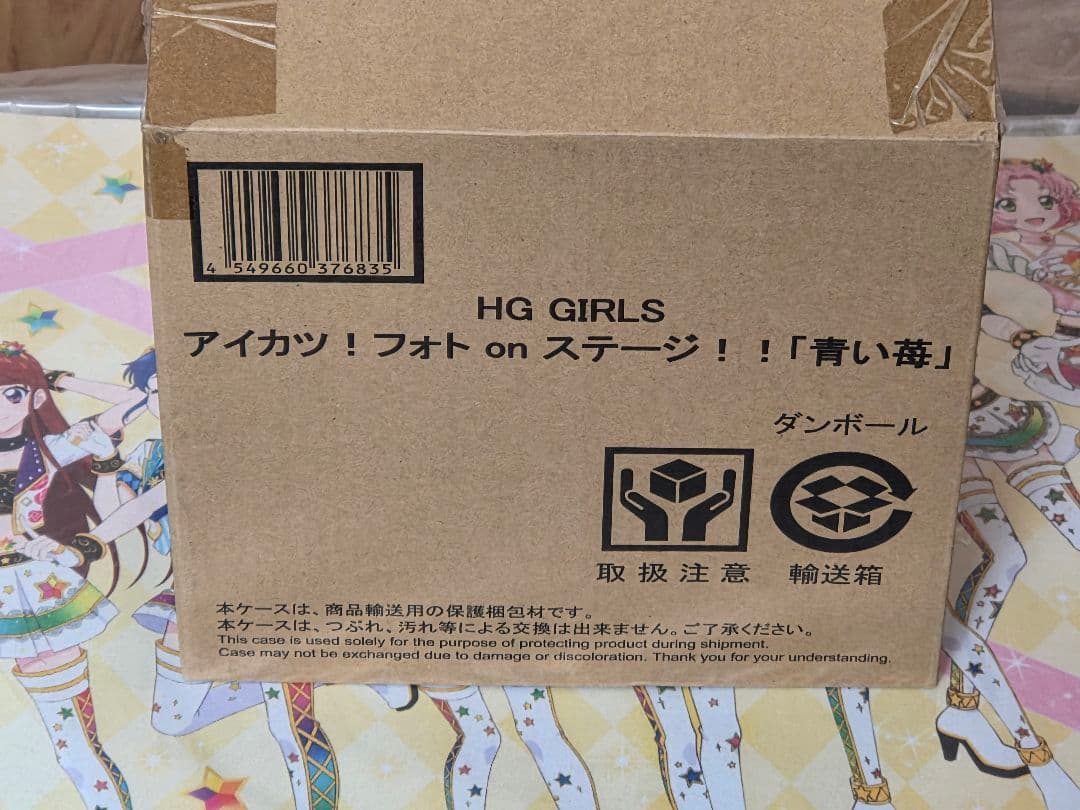 4 549660 376835
HG GIRLS
アイカツ！フォト on ステージ！！「青い苺」
ダンボール
取扱注意 輸送箱
本ケースは、商品輸送用の保護梱包材です。
本ケースは、つぶれ、汚れ等による交換は出来ません。ご了承ください。
This case is used solely for the purpose of protecting product during shipment.
Case may not be exchanged due to damage or discoloration. Thank you for your understanding.